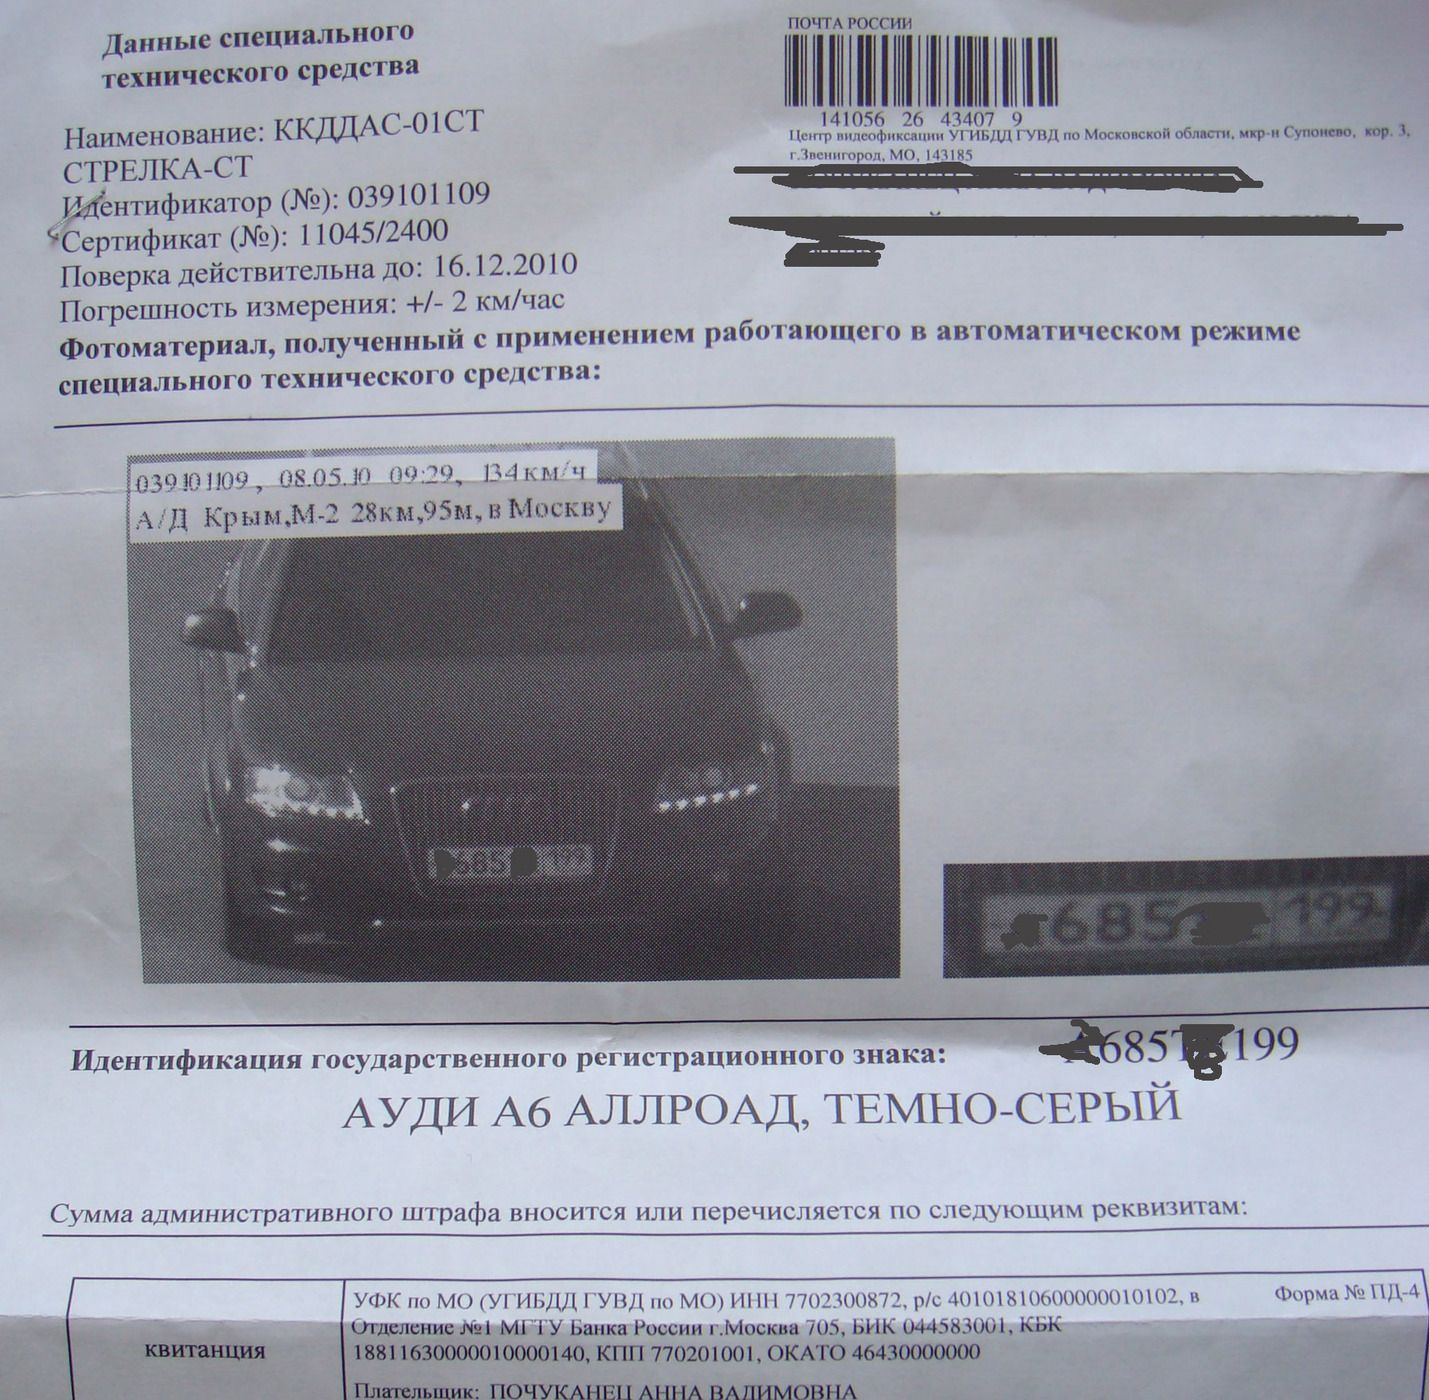 Данные специального
технического средства
Наименование: ККДДАС-01СТ
СТРЕЛКА-СТ
Идентификатор (№): 039101109
Сертификат (№): 11045/2400
Поверка действительна до: 16.12.2010
Погрешность измерения: +/- 2 км/час
ПОЧТА РОССИИ
141056 26 43407 9
Центр видеофиксации УГИБДД ГУВД по Московской области, мкр-н Супонево, кор. 3,
г.Звенигород, МО, 143185
Фотоматериал, полученный с применением работающего в автоматическом режиме
специального технического средства:
039101109, 08.05.10 09:29, 134км/ч
А/Д Крым,М-2 28км,95м, в Москву
685 199
685 199
Идентификация государственного регистрационного знака: 685 199
АУДИ А6 АЛЛРОАД, ТЕМНО-СЕРЫЙ
Сумма административного штрафа вносится или перечисляется по следующим реквизитам:
УФК по МО (УГИБДД ГУВД по МО) ИНН 7702300872, р/с 40101810600000010102, в Форма № ПД-4
Отделение №1 МГТУ Банка России г.Москва 705, БИК 044583001, КБК
квитанция
18811630000010000140, КПП 770201001, ОКАТО 46430000000
Плательщик: ПОЧУКАНЕЦ АННА ВАДИМОВНА